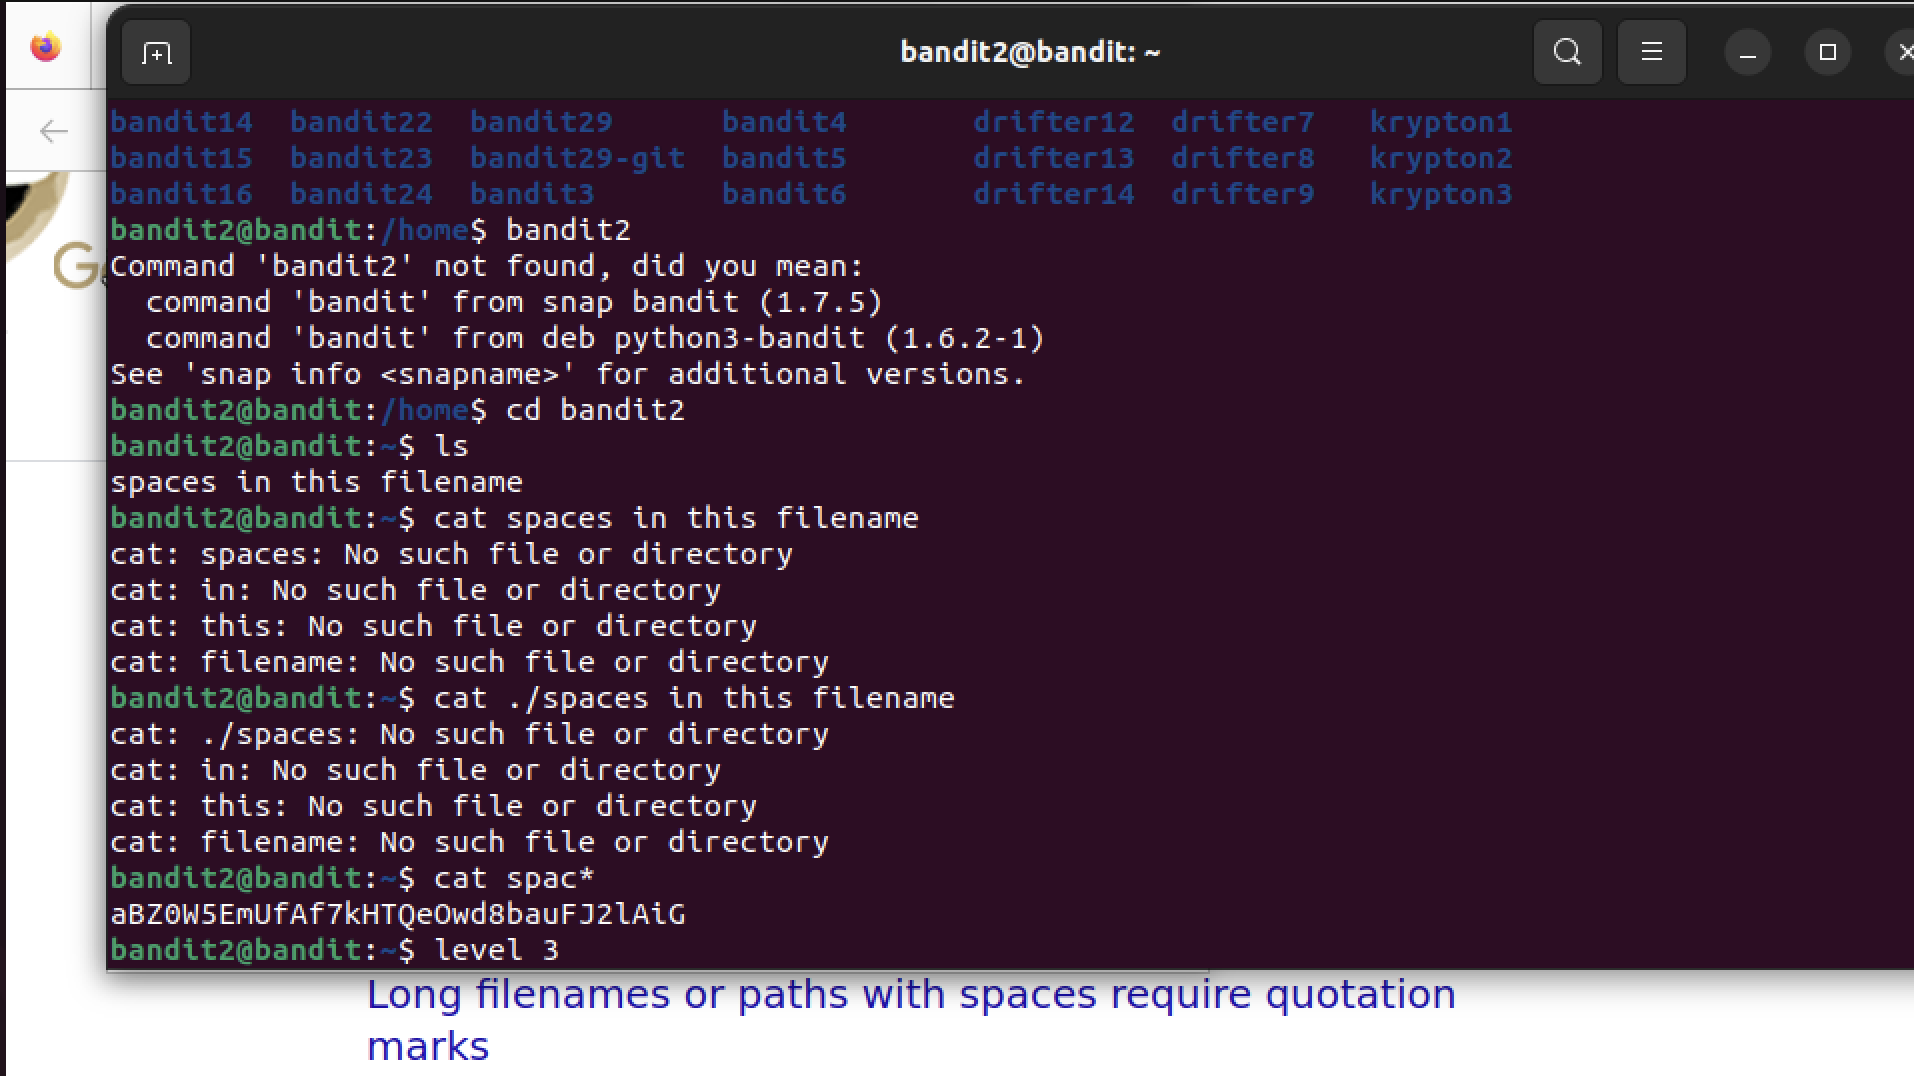 bandit2@bandit: ~
bandit14 bandit22 bandit29 bandit4 drifter12 drifter7 krypton1
bandit15 bandit23 bandit29-git bandit5 drifter13 drifter8 krypton2
bandit16 bandit24 bandit3 bandit6 drifter14 drifter9 krypton3
bandit2@bandit:/home$ bandit2
Command 'bandit2' not found, did you mean:
  command 'bandit' from snap bandit (1.7.5)
  command 'bandit' from deb python3-bandit (1.6.2-1)
See 'snap info <snapname>' for additional versions.
bandit2@bandit:/home$ cd bandit2
bandit2@bandit:~$ ls
spaces in this filename
bandit2@bandit:~$ cat spaces in this filename
cat: spaces: No such file or directory
cat: in: No such file or directory
cat: this: No such file or directory
cat: filename: No such file or directory
bandit2@bandit:~$ cat ./spaces in this filename
cat: ./spaces: No such file or directory
cat: in: No such file or directory
cat: this: No such file or directory
cat: filename: No such file or directory
bandit2@bandit:~$ cat spac*
aBZ0W5EmUfAf7kHTQeOwd8bauFJ2lAiG
bandit2@bandit:~$ level 3
Long filenames or paths with spaces require quotation
marks